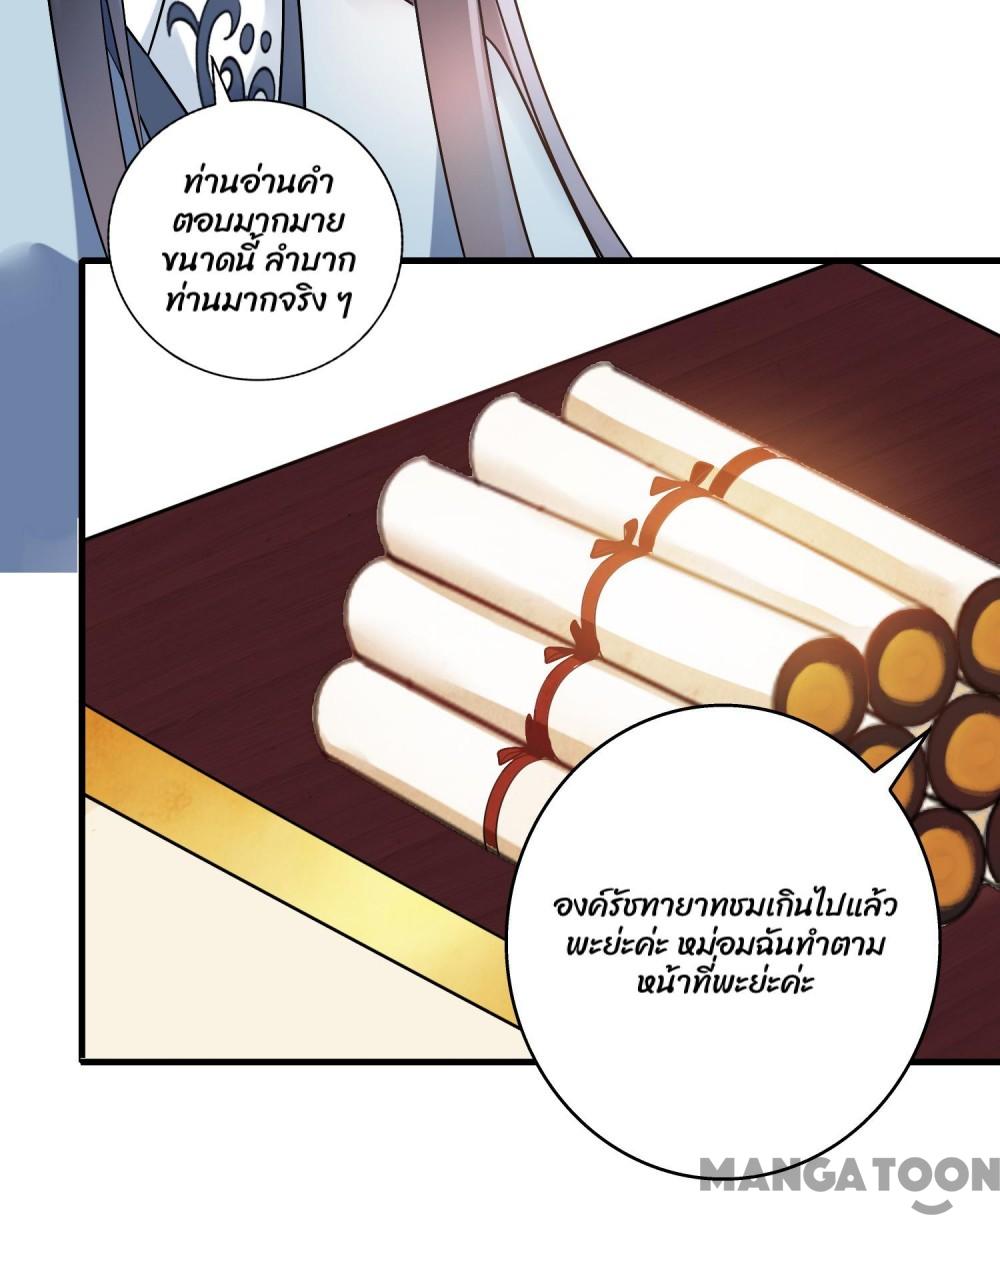 ท่านอ่านคำ
ตอบมากมาย
ขนาดนี้ ลำบาก
ท่านมากจริง ๆ
องค์รัชทายาทชมเกินไปแล้ว
พะย่ะค่ะ หม่อมฉันทำตาม
หน้าที่พะย่ะค่ะ
MANGATOON